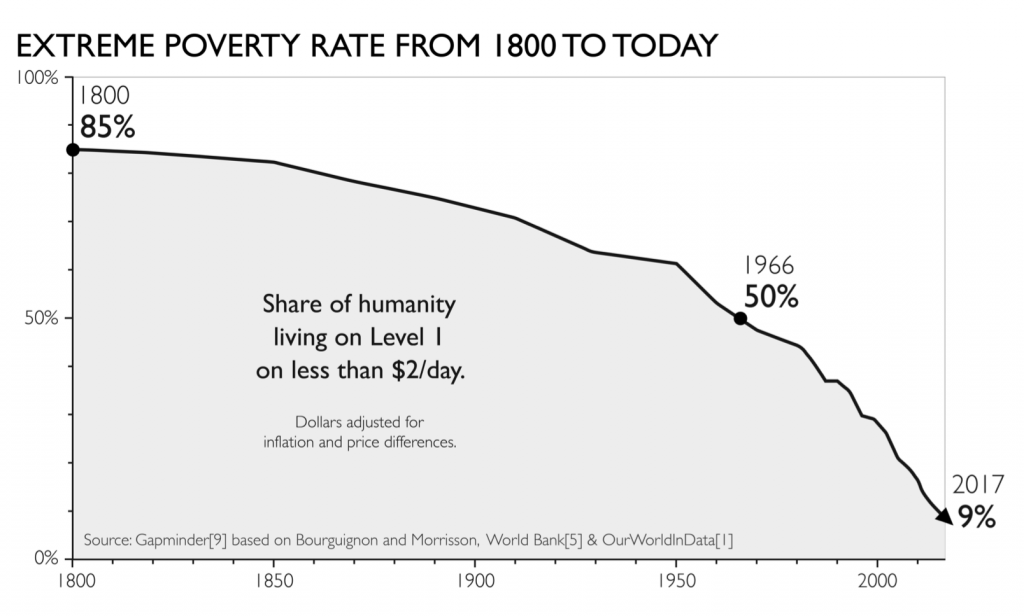 EXTREME POVERTY RATE FROM 1800 TO TODAY
100%
1800
85%
1966
50%
Share of humanity
living on Level 1
on less than $2/day.
50%
Dollars adjusted for
inflation and price differences.
2017
9%
Source: Gapminder[9] based on Bourguignon and Morrisson, World Bank[5] & OurWorldInData[1]
0%
1800 1850 1900 1950 2000